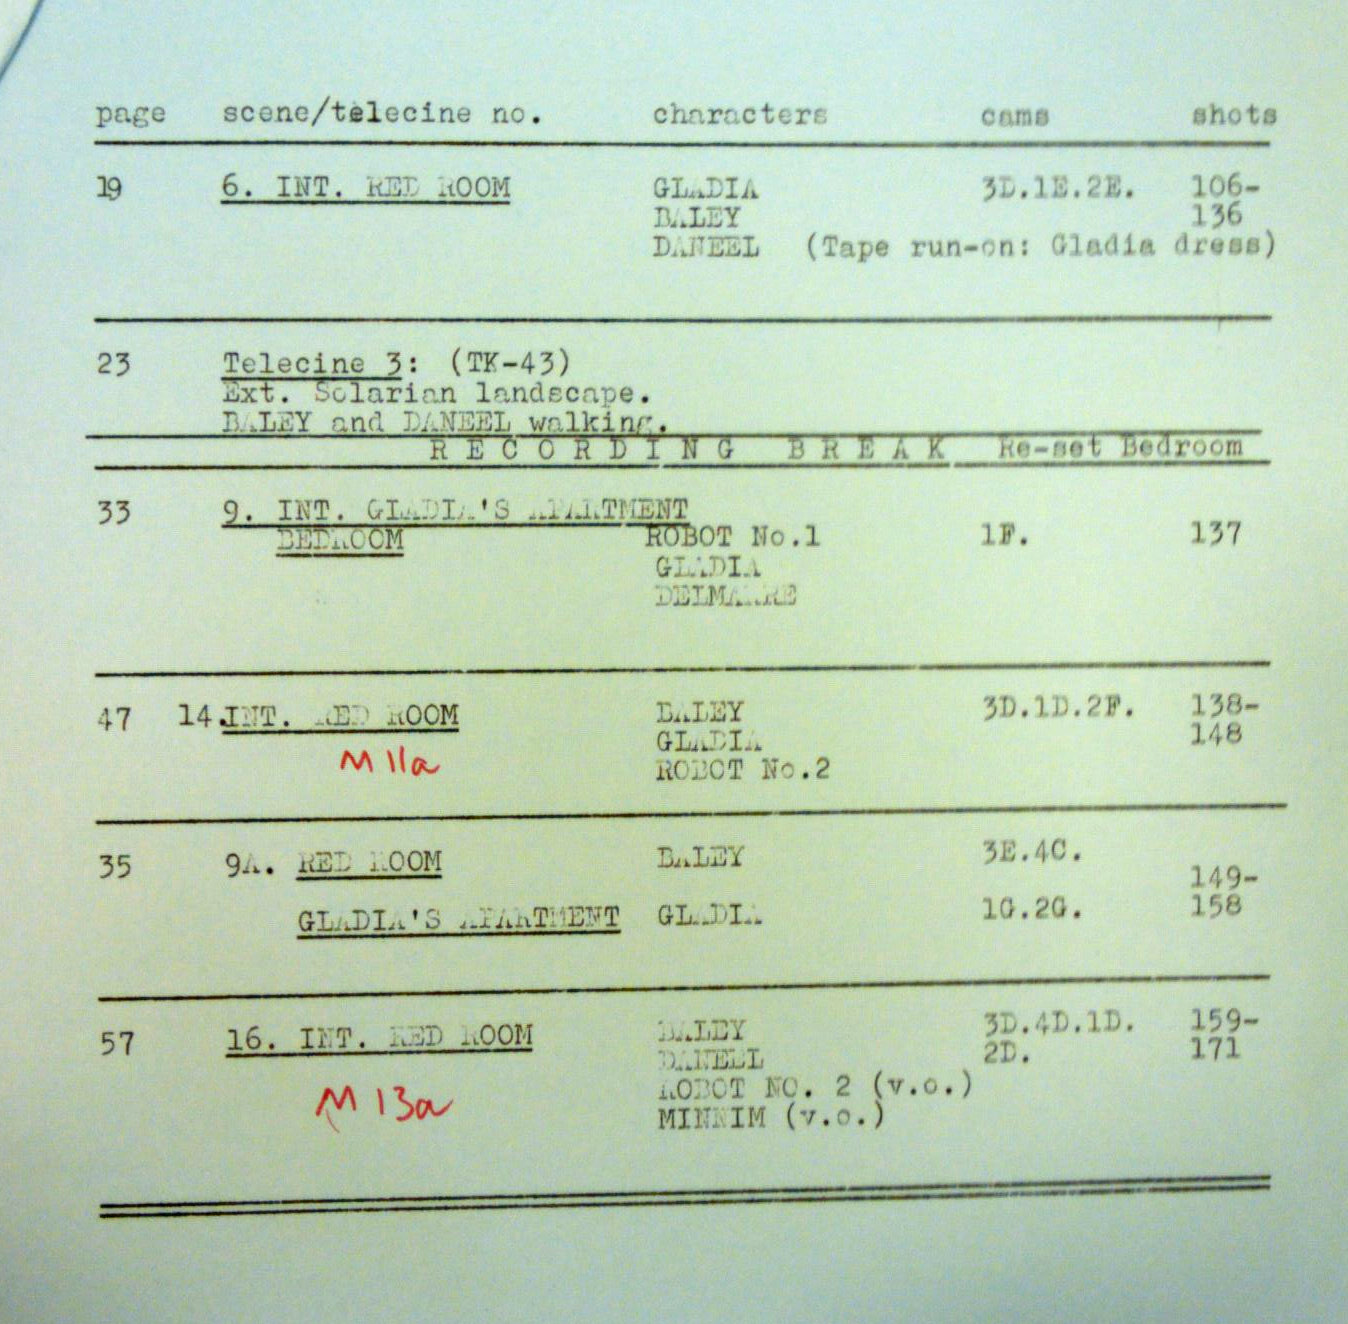 page scene/telecine no. characters cams shots
19 6. INT. RED ROOM GLADIA 3D.1E.2E. 106-
BALEY 136
DANEEL (Tape run-on: Gladia dress)
23 Telecine 3: (TK-43)
Ext. Solarian landscape.
BALEY and DANEEL walking.
R E C O R D I N G B R E A K Re-set Bedroom
33 9. INT. GLADIA'S APARTMENT
BEDROOM ROBOT No.1 1F. 137
GLADIA
DELMARRE
47 14.INT. RED ROOM BALEY 3D.1D.2F. 138-
GLADIA 148
M 11a ROBOT No.2
35 9A. RED ROOM BALEY 3E.4C.
149-
GLADIA'S APARTMENT GLADIA 1G.2G. 158
57 16. INT. RED ROOM BALEY 3D.4D.1D. 159-
DANEEL 2D. 171
M 13a ROBOT NO. 2 (v.o.)
MINNIM (v.o.)